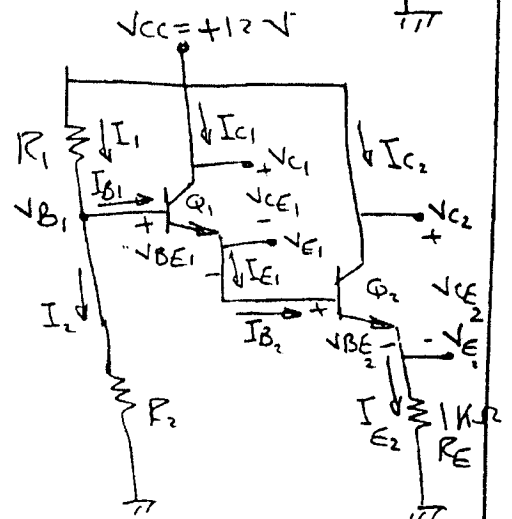 VCC = +12 V
R1
I1
IC1
IC2
+ VC1
IB1
VB1
+
Q1
VCE1
-
VC2
+
VBE1
-
VE1
IE1
I2
IB2
+
Q2
VCE2
VBE2
-
-
VE
R2
IE2
1KΩ
RE